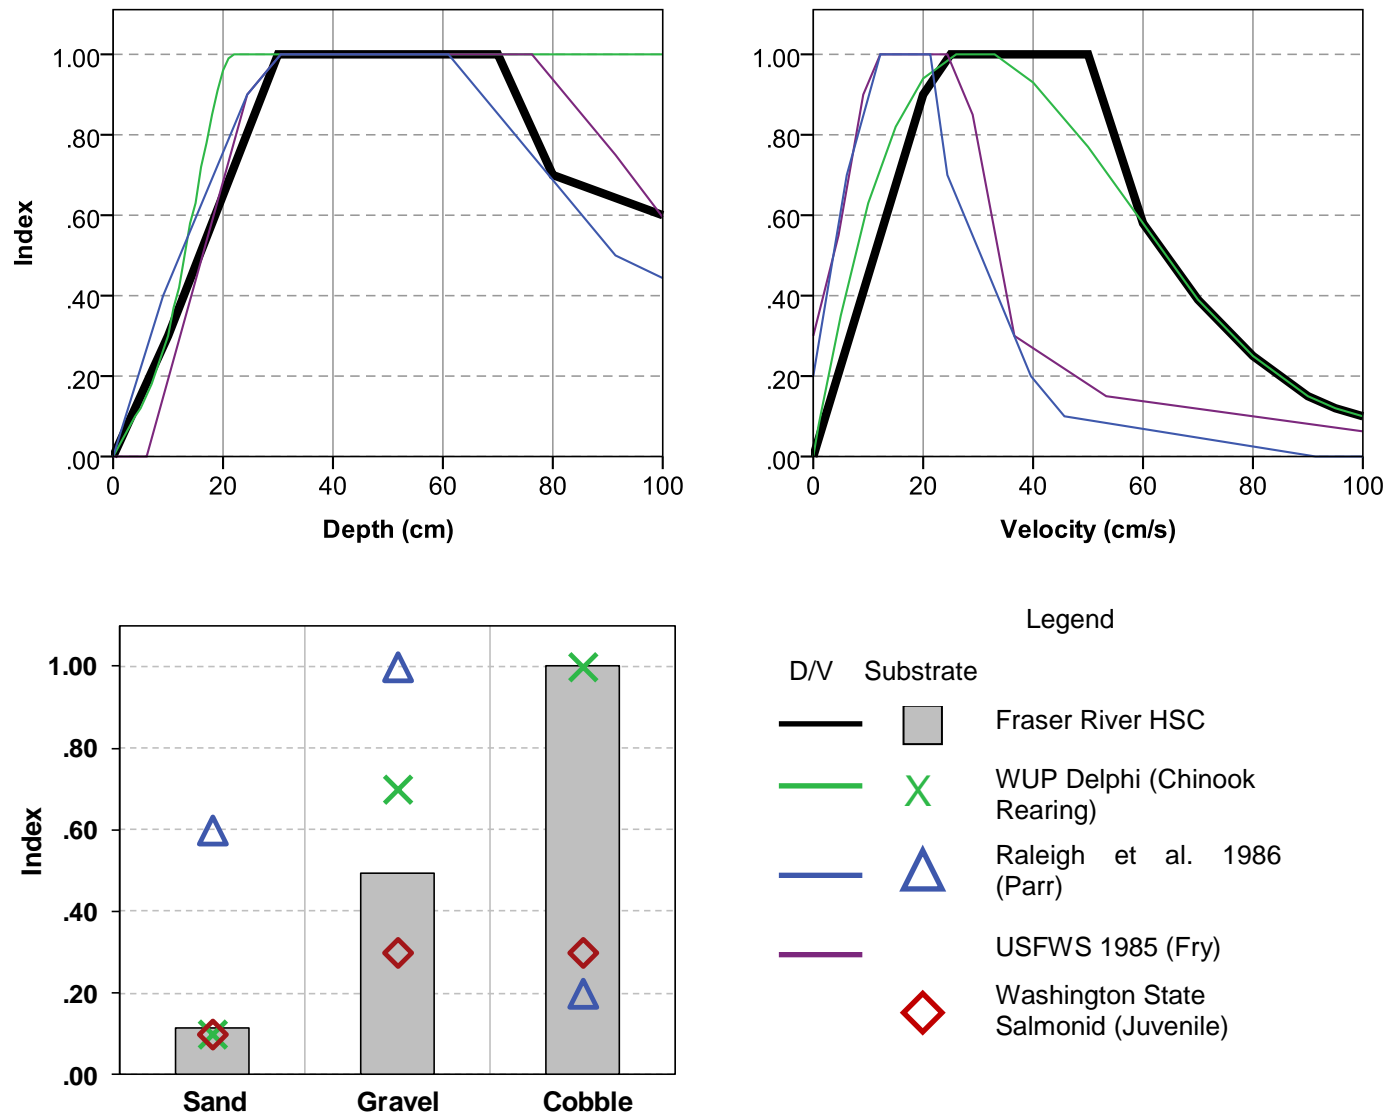 1.00
.80
.60
.40
.20
.00
Index
0 20 40 60 80 100
Depth (cm)
1.00
.80
.60
.40
.20
.00
0 20 40 60 80 100
Velocity (cm/s)
1.00
.80
.60
.40
.20
.00
Index
Sand Gravel Cobble
Legend
D/V Substrate
Fraser River HSC
WUP Delphi (Chinook
Rearing)
Raleigh et al. 1986
(Parr)
USFWS 1985 (Fry)
Washington State
Salmonid (Juvenile)